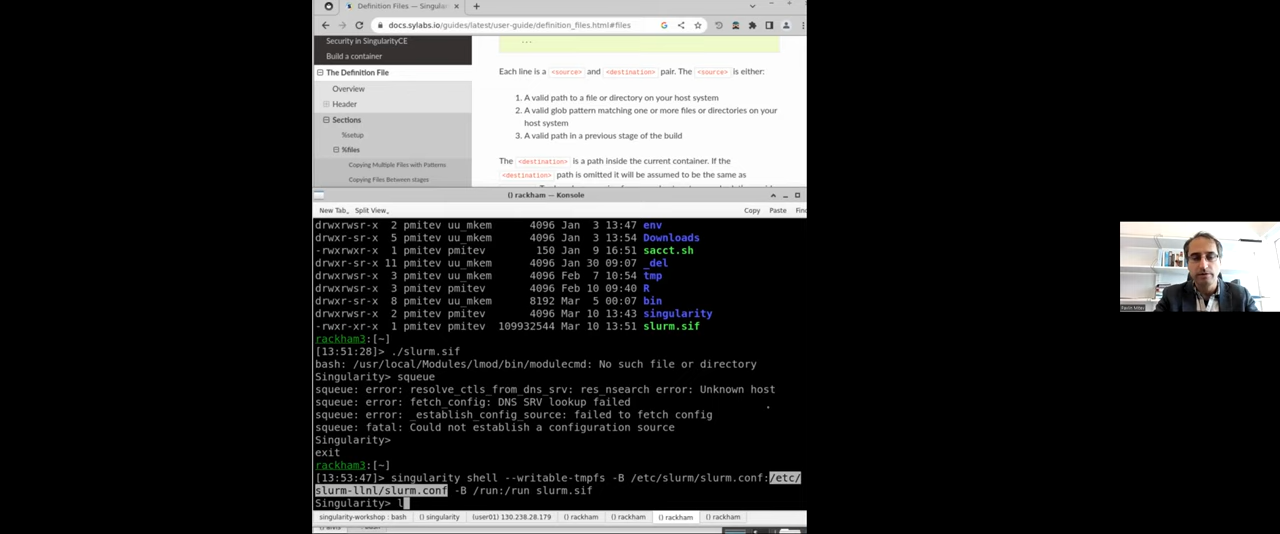 Definition Files — Singular
docs.sylabs.io/guides/latest/user-guide/definition_files.html#files
Security in SingularityCE
Build a container
The Definition File
Overview
Header
Sections
%setup
%files
Copying Multiple Files with Patterns
Copying Files Between stages
...
Each line is a <source> and <destination> pair. The <source> is either:
1. A valid path to a file or directory on your host system
2. A valid glob pattern matching one or more files or directories on your
host system
3. A valid path in a previous stage of the build
The <destination> is a path inside the current container. If the
<destination> path is omitted it will be assumed to be the same as
() rackham — Konsole
New Tab Split View Copy Paste Find
drwxrwsr-x 2 pmitev uu_mkem 4096 Jan 3 13:47 env
drwxr-sr-x 5 pmitev uu_mkem 4096 Jan 3 13:54 Downloads
-rwxrwxr-x 1 pmitev pmitev 150 Jan 9 16:51 sacct.sh
drwxr-sr-x 11 pmitev uu_mkem 4096 Jan 30 09:07 _del
drwxrwsr-x 3 pmitev uu_mkem 4096 Feb 7 10:54 tmp
drwxrwsr-x 3 pmitev pmitev 4096 Feb 10 09:40 R
drwxr-sr-x 8 pmitev uu_mkem 8192 Mar 5 00:07 bin
drwxrwsr-x 2 pmitev pmitev 4096 Mar 10 13:43 singularity
-rwxr-xr-x 1 pmitev pmitev 109932544 Mar 10 13:51 slurm.sif
rackham3:[~]
[13:51:28]> ./slurm.sif
bash: /usr/local/Modules/lmod/bin/modulecmd: No such file or directory
Singularity> squeue
squeue: error: resolve_ctls_from_dns_srv: res_nsearch error: Unknown host
squeue: error: fetch_config: DNS SRV lookup failed
squeue: error: _establish_config_source: failed to fetch config
squeue: fatal: Could not establish a configuration source
Singularity>
exit
rackham3:[~]
[13:53:47]> singularity shell --writable-tmpfs -B /etc/slurm/slurm.conf:/etc/
slurm-llnl/slurm.conf -B /run:/run slurm.sif
Singularity> l
singularity-workshop : bash () singularity (user01) 130.238.28.179 () rackham () rackham () rackham () rackham